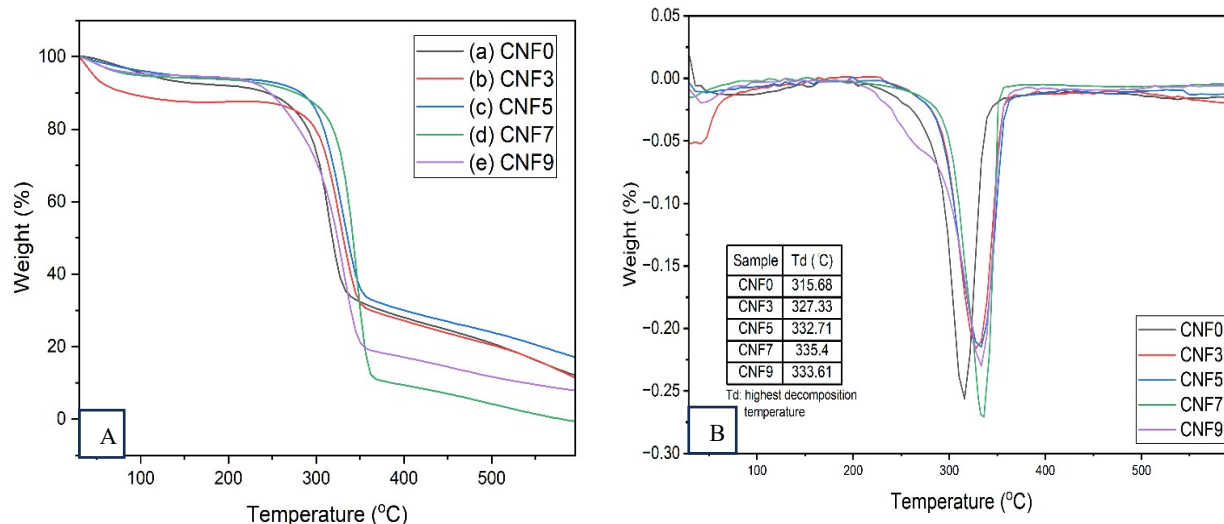 100
80
60
40
20
0
Weight (%)
(a) CNF0
(b) CNF3
(c) CNF5
(d) CNF7
(e) CNF9
A
100
200
300
400
500
Temperature (°C)
0.05
0.00
−0.05
−0.10
−0.15
−0.20
−0.25
−0.30
Weight (%)
Sample Td (°C)
CNF0 315.68
CNF3 327.33
CNF5 332.71
CNF7 335.4
CNF9 333.61
Td: highest decomposition
temperature
CNF0
CNF3
CNF5
CNF7
CNF9
B
100
200
300
400
500
Temperature (°C)